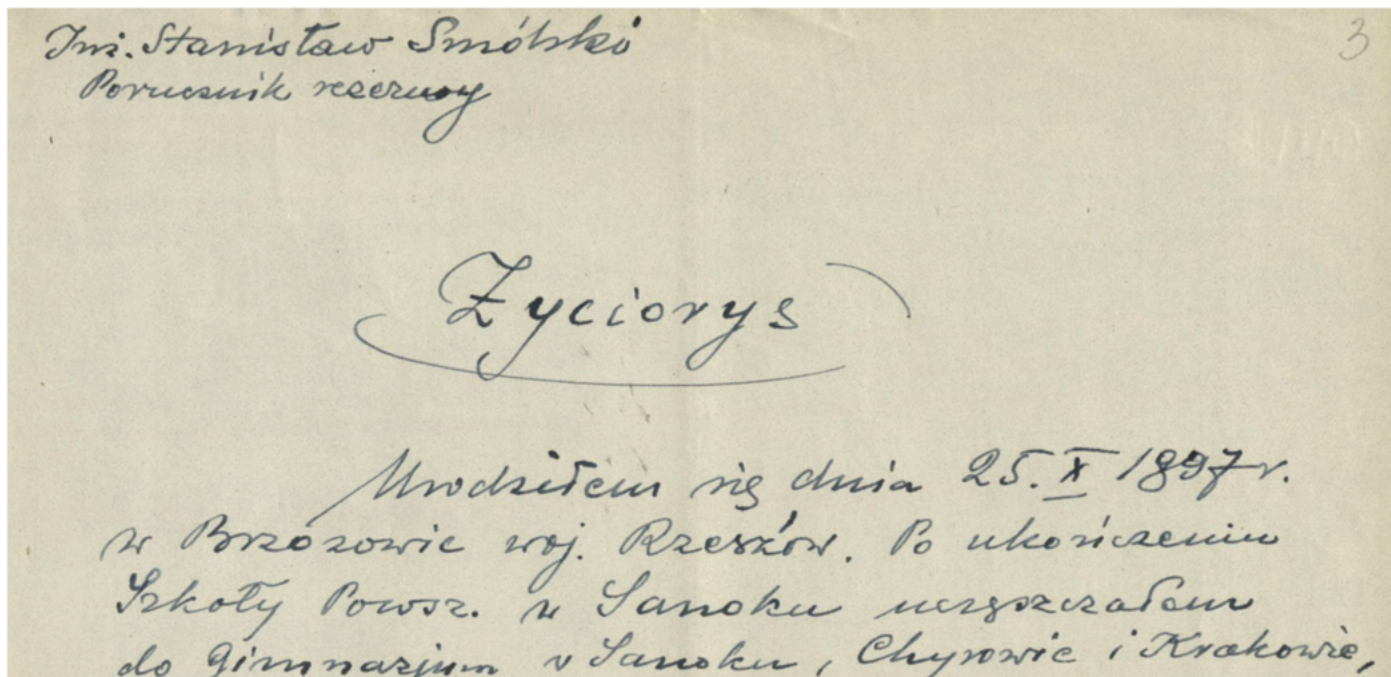 Inż. Stanisław Smólski
3
Porucznik rezerwy
Życiorys
Urodziłem się dnia 25. X 1897 r.
w Brzozowie woj. Rzeszów. Po ukończeniu
Szkoły Powsz. w Sanoku uczęszczałem
do Gimnazjum w Sanoku, Chyrowie i Krakowie,